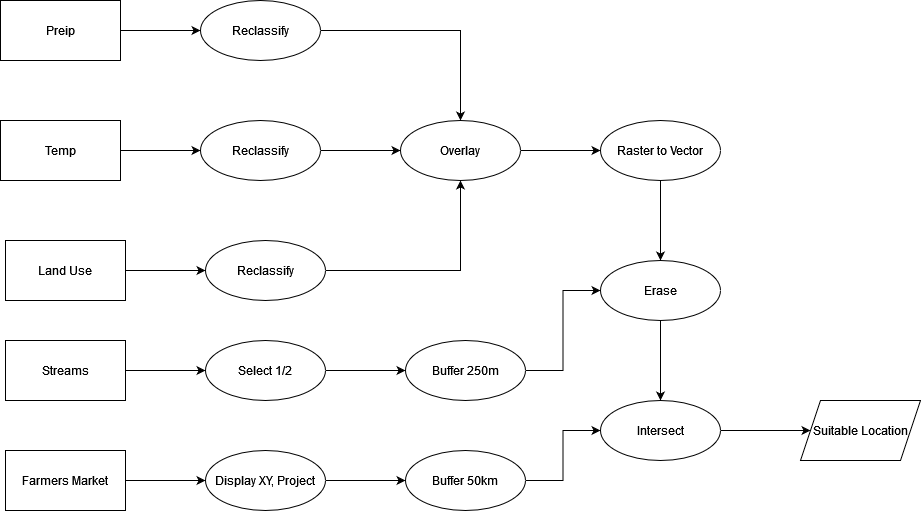 Preip
Reclassify
Temp
Reclassify
Overlay
Raster to Vector
Land Use
Reclassify
Erase
Streams
Select 1/2
Buffer 250m
Intersect
Suitable Location
Farmers Market
Display XY, Project
Buffer 50km